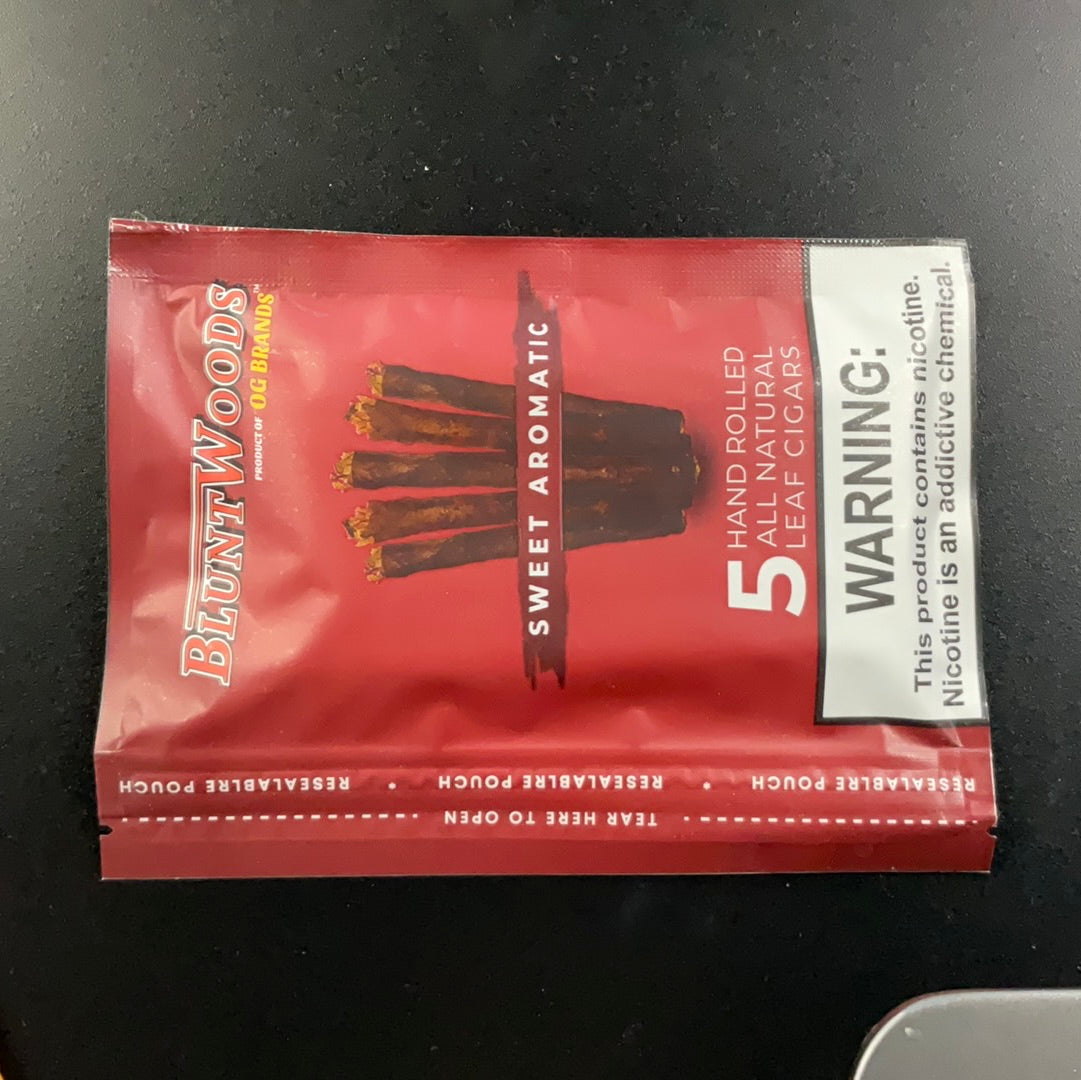 BLUNTWOODS
PRODUCT OF OG BRANDS™
SWEET AROMATIC
5 HAND ROLLED
ALL NATURAL
LEAF CIGARS
WARNING:
This product contains nicotine.
Nicotine is an addictive chemical.
RESEALABLRE POUCH * RESEALABLRE POUCH * RESEALABLRE POUCH
TEAR HERE TO OPEN